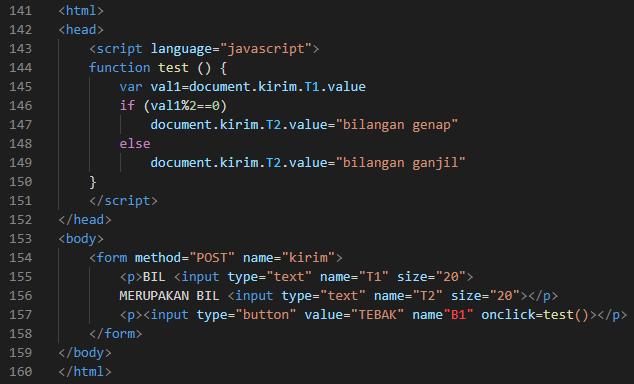 141 <html>
142 <head>
143 <script language="javascript">
144 function test () {
145 var val1=document.kirim.T1.value
146 if (val1%2==0)
147 document.kirim.T2.value="bilangan genap"
148 else
149 document.kirim.T2.value="bilangan ganjil"
150 }
151 </script>
152 </head>
153 <body>
154 <form method="POST" name="kirim">
155 <p>BIL <input type="text" name="T1" size="20">
156 MERUPAKAN BIL <input type="text" name="T2" size="20"></p>
157 <p><input type="button" value="TEBAK" name"B1" onclick=test()></p>
158 </form>
159 </body>
160 </html>